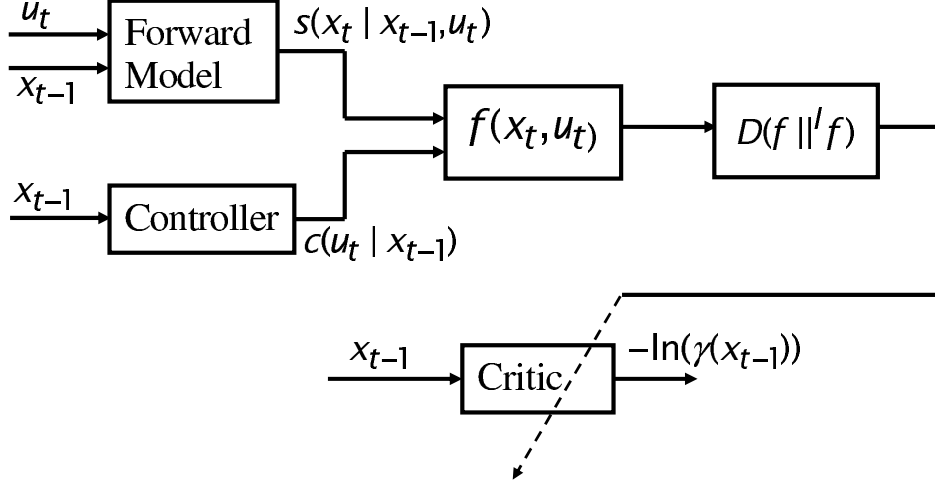 u_t
Forward
Model
x_{t−1}
s(x_t | x_{t−1}, u_t)
f(x_t, u_t)
D(f ||^I f)
x_{t−1}
Controller
c(u_t | x_{t−1})
x_{t−1}
Critic
−ln(γ(x_{t−1}))